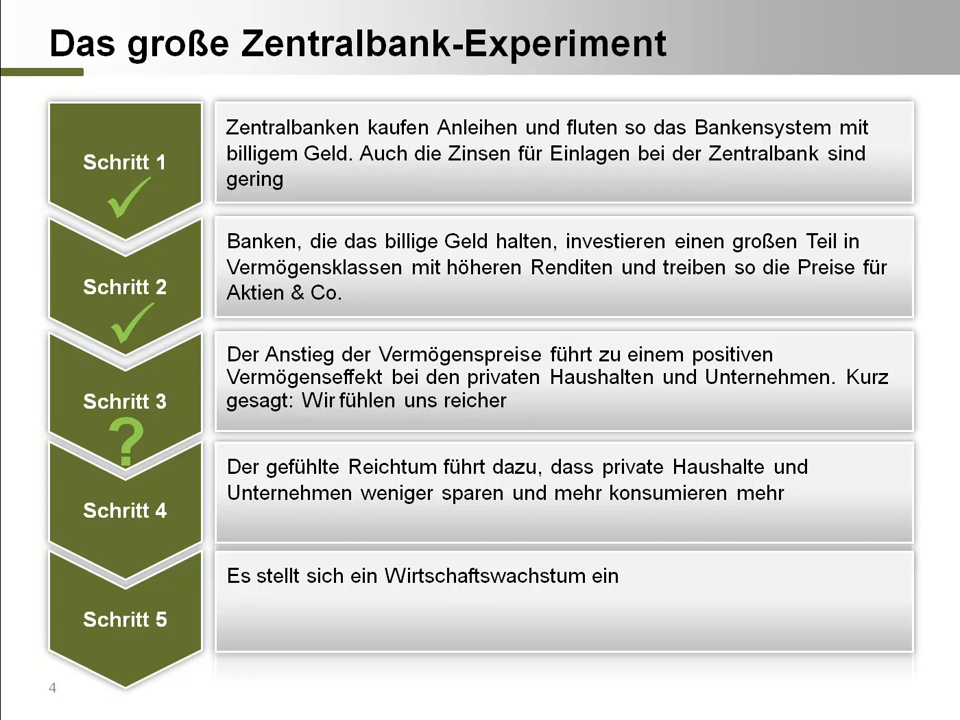 Das große Zentralbank-Experiment
Schritt 1
Zentralbanken kaufen Anleihen und fluten so das Bankensystem mit
billigem Geld. Auch die Zinsen für Einlagen bei der Zentralbank sind
gering
Schritt 2
Banken, die das billige Geld halten, investieren einen großen Teil in
Vermögensklassen mit höheren Renditen und treiben so die Preise für
Aktien & Co.
Schritt 3
?
Der Anstieg der Vermögenspreise führt zu einem positiven
Vermögenseffekt bei den privaten Haushalten und Unternehmen. Kurz
gesagt: Wir fühlen uns reicher
Schritt 4
Der gefühlte Reichtum führt dazu, dass private Haushalte und
Unternehmen weniger sparen und mehr konsumieren mehr
Schritt 5
Es stellt sich ein Wirtschaftswachstum ein
4